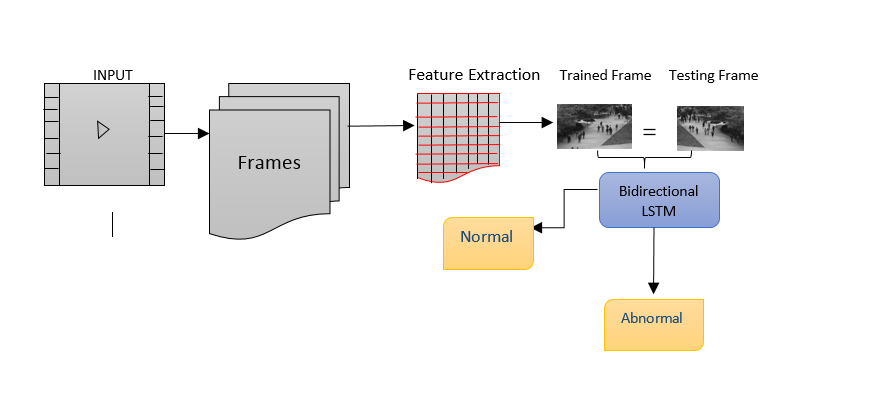 INPUT
Feature Extraction
Trained Frame
Testing Frame
Frames
=
Bidirectional
LSTM
Normal
Abnormal